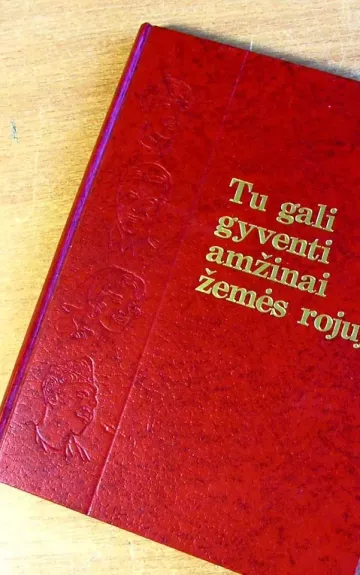 Tu gali
gyventi
amžinai
žemės rojuj